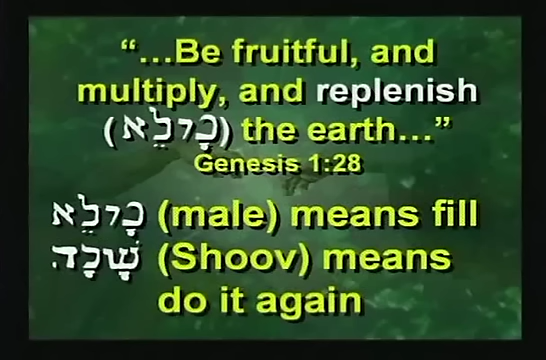 “...Be fruitful, and
multiply, and replenish
(מָלֵא) the earth...”
Genesis 1:28
מָלֵא (male) means fill
(Shoov) means
do it again